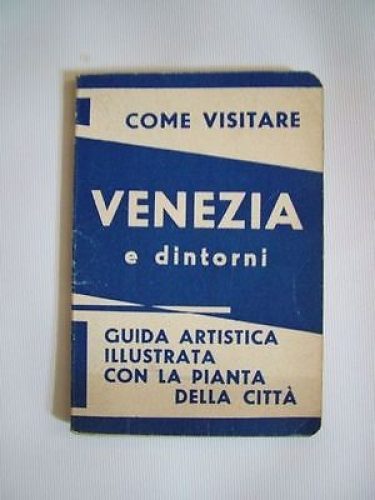 COME VISITARE
VENEZIA
e dintorni
GUIDA ARTISTICA
ILLUSTRATA
CON LA PIANTA
DELLA CITTÀ